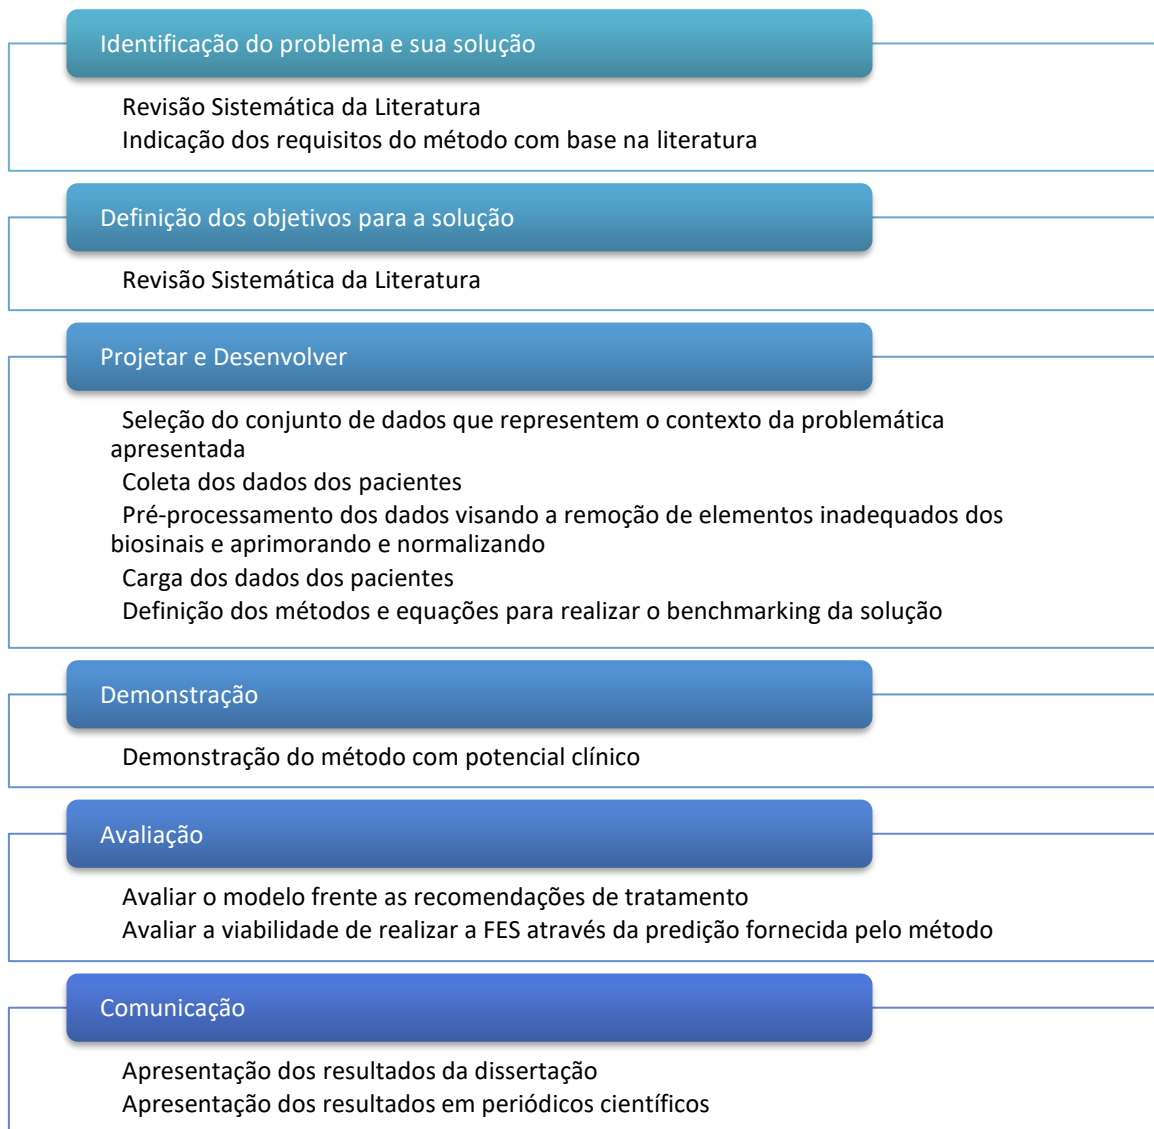 Identificação do problema e sua solução
Revisão Sistemática da Literatura
Indicação dos requisitos do método com base na literatura
Definição dos objetivos para a solução
Revisão Sistemática da Literatura
Projetar e Desenvolver
Seleção do conjunto de dados que representem o contexto da problemática
apresentada
Coleta dos dados dos pacientes
Pré-processamento dos dados visando a remoção de elementos inadequados dos
biosinais e aprimorando e normalizando
Carga dos dados dos pacientes
Definição dos métodos e equações para realizar o benchmarking da solução
Demonstração
Demonstração do método com potencial clínico
Avaliação
Avaliar o modelo frente as recomendações de tratamento
Avaliar a viabilidade de realizar a FES através da predição fornecida pelo método
Comunicação
Apresentação dos resultados da dissertação
Apresentação dos resultados em periódicos científicos